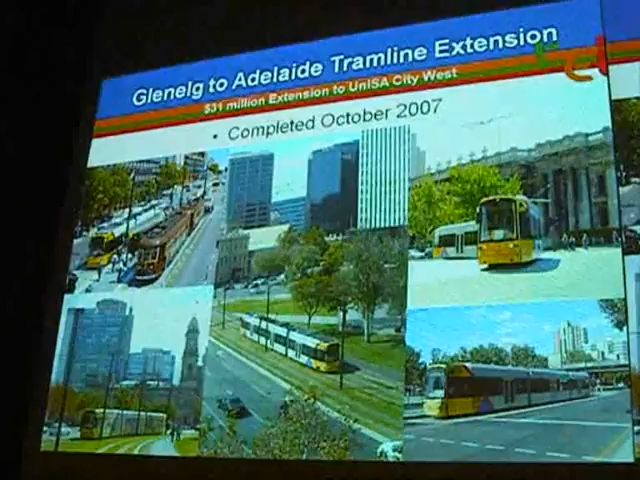 Glenelg to Adelaide Tramline Extension
$31 million Extension to UniSA City West
• Completed October 2007